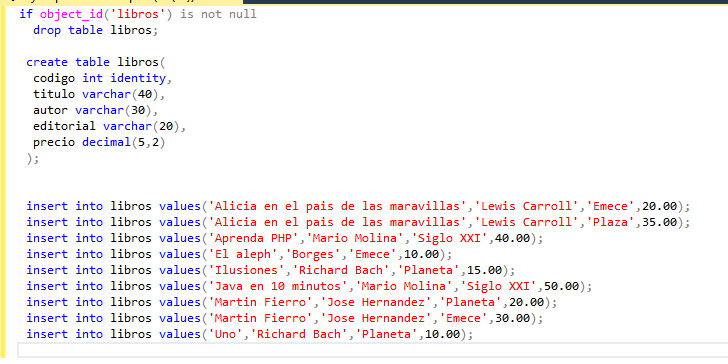 if object_id('libros') is not null
drop table libros;
create table libros(
codigo int identity,
titulo varchar(40),
autor varchar(30),
editorial varchar(20),
precio decimal(5,2)
);
insert into libros values('Alicia en el pais de las maravillas','Lewis Carroll','Emece',20.00);
insert into libros values('Alicia en el pais de las maravillas','Lewis Carroll','Plaza',35.00);
insert into libros values('Aprenda PHP','Mario Molina','Siglo XXI',40.00);
insert into libros values('El aleph','Borges','Emece',10.00);
insert into libros values('Ilusiones','Richard Bach','Planeta',15.00);
insert into libros values('Java en 10 minutos','Mario Molina','Siglo XXI',50.00);
insert into libros values('Martin Fierro','Jose Hernandez','Planeta',20.00);
insert into libros values('Martin Fierro','Jose Hernandez','Emece',30.00);
insert into libros values('Uno','Richard Bach','Planeta',10.00);